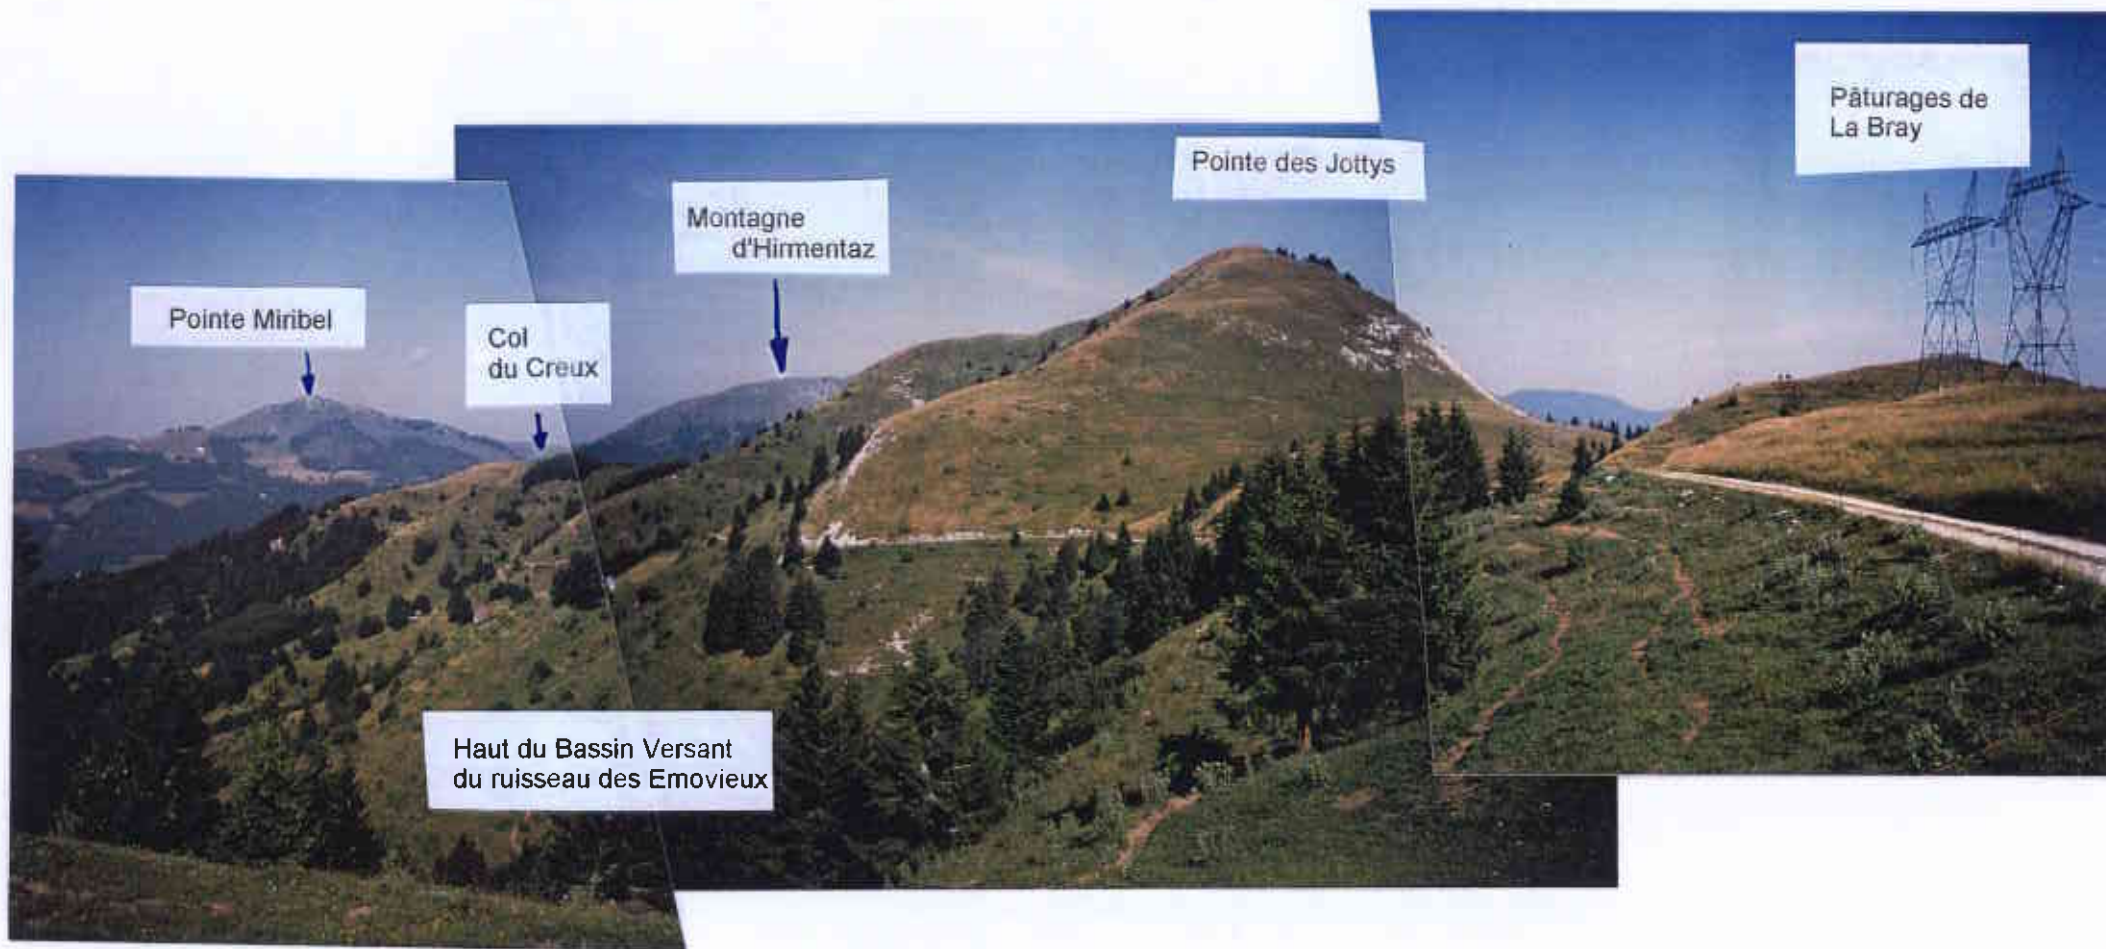 Pointe Miribel
Col
du Creux
Montagne
d'Hirmentaz
Pointe des Jottys
Pâturages de
La Bray
Haut du Bassin Versant
du ruisseau des Emovieux